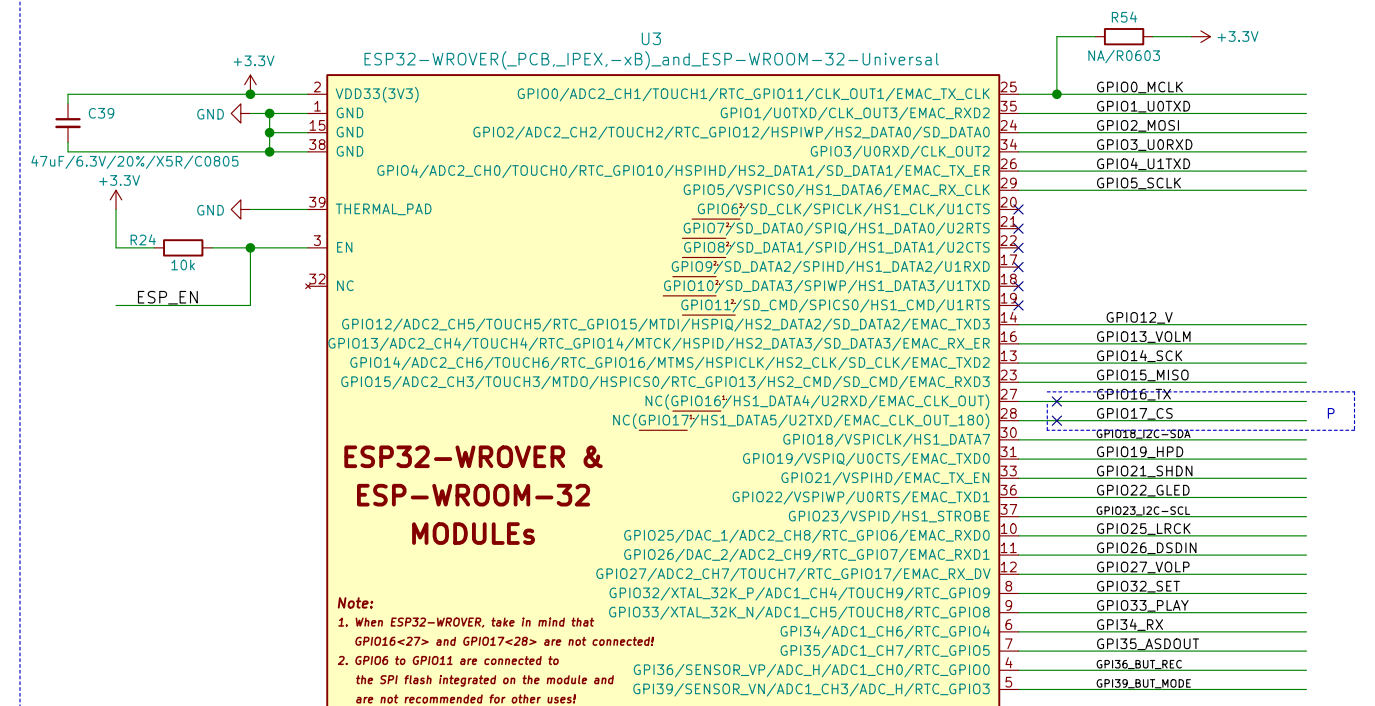 R54
+3.3V
NA/R0603
U3
ESP32-WROVER(_PCB,_IPEX,-xB)_and_ESP-WROOM-32-Universal
+3.3V
C39
47uF/6.3V/20%/X5R/C0805
GND
2 VDD33(3V3)
1 GND
15 GND
38 GND
+3.3V
GND
39 THERMAL_PAD
R24
10k
3 EN
ESP_EN
32 NC
GPIO0/ADC2_CH1/TOUCH1/RTC_GPIO11/CLK_OUT1/EMAC_TX_CLK 25 GPIO0_MCLK
GPIO1/U0TXD/CLK_OUT3/EMAC_RXD2 35 GPIO1_U0TXD
GPIO2/ADC2_CH2/TOUCH2/RTC_GPIO12/HSPIWP/HS2_DATA0/SD_DATA0 24 GPIO2_MOSI
GPIO3/U0RXD/CLK_OUT2 34 GPIO3_U0RXD
GPIO4/ADC2_CH0/TOUCH0/RTC_GPIO10/HSPIHD/HS2_DATA1/SD_DATA1/EMAC_TX_ER 26 GPIO4_U1TXD
GPIO5/VSPICS0/HS1_DATA6/EMAC_RX_CLK 29 GPIO5_SCLK
GPIO6²/SD_CLK/SPICLK/HS1_CLK/U1CTS 20
GPIO7²/SD_DATA0/SPIQ/HS1_DATA0/U2RTS 21
GPIO8²/SD_DATA1/SPID/HS1_DATA1/U2CTS 22
GPIO9²/SD_DATA2/SPIHD/HS1_DATA2/U1RXD 17
GPIO10²/SD_DATA3/SPIWP/HS1_DATA3/U1TXD 18
GPIO11²/SD_CMD/SPICS0/HS1_CMD/U1RTS 19
GPIO12/ADC2_CH5/TOUCH5/RTC_GPIO15/MTDI/HSPIQ/HS2_DATA2/SD_DATA2/EMAC_TXD3 14 GPIO12_V
GPIO13/ADC2_CH4/TOUCH4/RTC_GPIO14/MTCK/HSPID/HS2_DATA3/SD_DATA3/EMAC_RX_ER 16 GPIO13_VOLM
GPIO14/ADC2_CH6/TOUCH6/RTC_GPIO16/MTMS/HSPICLK/HS2_CLK/SD_CLK/EMAC_TXD2 13 GPIO14_SCK
GPIO15/ADC2_CH3/TOUCH3/MTDO/HSPICS0/RTC_GPIO13/HS2_CMD/SD_CMD/EMAC_RXD3 23 GPIO15_MISO
NC(GPIO16¹/HS1_DATA4/U2RXD/EMAC_CLK_OUT) 27 GPIO16_TX
NC(GPIO17¹/HS1_DATA5/U2TXD/EMAC_CLK_OUT_180) 28 GPIO17_CS
P
GPIO18/VSPICLK/HS1_DATA7 30 GPIO18_I2C-SDA
GPIO19/VSPIQ/U0CTS/EMAC_TXD0 31 GPIO19_HPD
GPIO21/VSPIHD/EMAC_TX_EN 33 GPIO21_SHDN
GPIO22/VSPIWP/U0RTS/EMAC_TXD1 36 GPIO22_GLED
GPIO23/VSPID/HS1_STROBE 37 GPIO23_I2C-SCL
GPIO25/DAC_1/ADC2_CH8/RTC_GPIO6/EMAC_RXD0 10 GPIO25_LRCK
GPIO26/DAC_2/ADC2_CH9/RTC_GPIO7/EMAC_RXD1 11 GPIO26_DSDIN
GPIO27/ADC2_CH7/TOUCH7/RTC_GPIO17/EMAC_RX_DV 12 GPIO27_VOLP
GPIO32/XTAL_32K_P/ADC1_CH4/TOUCH9/RTC_GPIO9 8 GPIO32_SET
GPIO33/XTAL_32K_N/ADC1_CH5/TOUCH8/RTC_GPIO8 9 GPIO33_PLAY
GPI34/ADC1_CH6/RTC_GPIO4 6 GPI34_RX
GPI35/ADC1_CH7/RTC_GPIO5 7 GPI35_ASDOUT
GPI36/SENSOR_VP/ADC_H/ADC1_CH0/RTC_GPIO0 4 GPI36_BUT_REC
GPI39/SENSOR_VN/ADC1_CH3/ADC_H/RTC_GPIO3 5 GPI39_BUT_MODE
ESP32-WROVER &
ESP-WROOM-32
MODULEs
Note:
1. When ESP32-WROVER, take in mind that
GPIO16<27> and GPIO17<28> are not connected!
2. GPIO6 to GPIO11 are connected to
the SPI flash integrated on the module and
are not recommended for other uses!